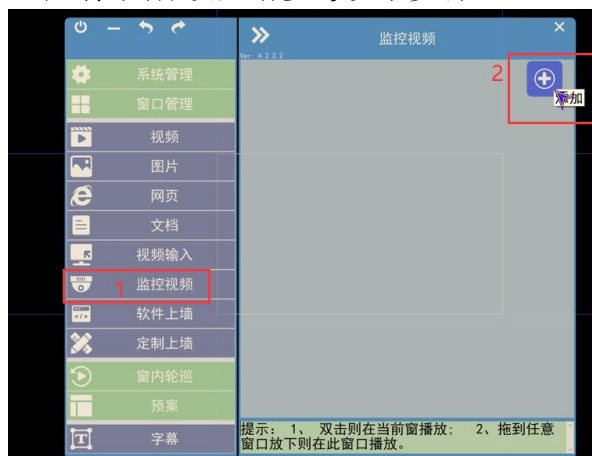 监控视频
Ver: 4.2.2.2
2
添加
系统管理
窗口管理
视频
图片
网页
文档
视频输入
1 监控视频
软件上墙
定制上墙
窗内轮巡
预案
字幕
提示: 1、 双击则在当前窗播放; 2、拖到任意
窗口放下则在此窗口播放。